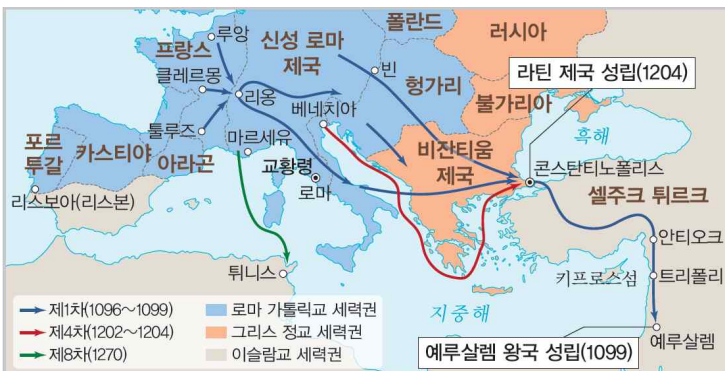 루앙
프랑스
신성 로마
제국
폴란드
러시아
클레르몽
리옹
빈
헝가리
라틴 제국 성립(1204)
베네치아
불가리아
툴루즈
마르세유
흑해
포르
투갈
카스티야
아라곤
교황령
비잔티움
제국
콘스탄티노폴리스
로마
셀주크 튀르크
리스보아(리스본)
안티오크
튀니스
키프로스섬
트리폴리
지중해
예루살렘
예루살렘 왕국 성립(1099)
제1차(1096~1099)
로마 가톨릭교 세력권
제4차(1202~1204)
그리스 정교 세력권
제8차(1270)
이슬람교 세력권